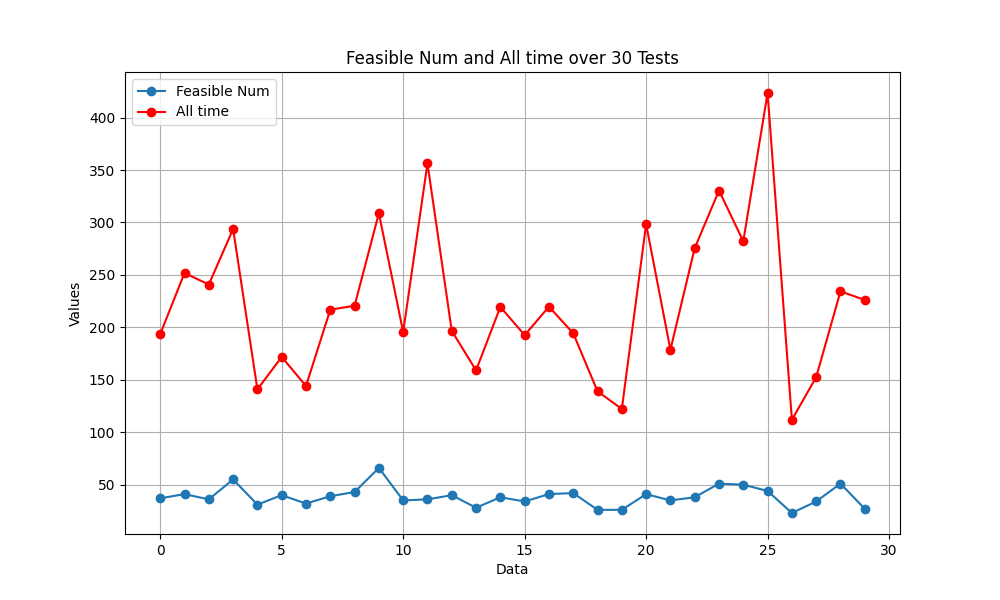 Feasible Num and All time over 30 Tests
Feasible Num
All time
400
350
300
250
200
150
100
50
Values
0 5 10 15 20 25 30
Data